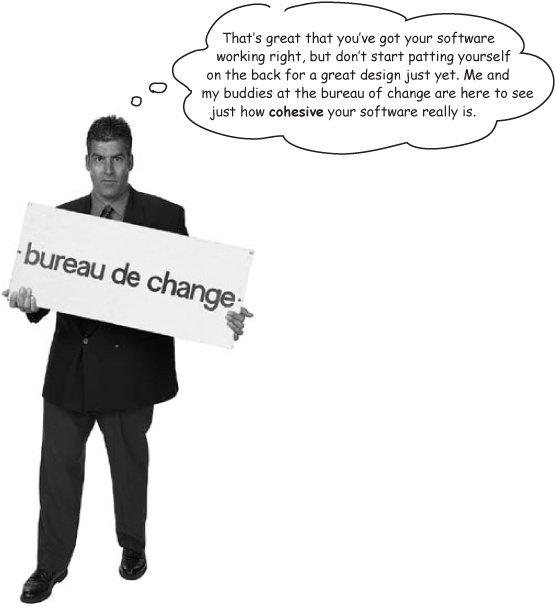 That's great that you've got your software
working right, but don't start patting yourself
on the back for a great design just yet. Me and
my buddies at the bureau of change are here to see
just how cohesive your software really is.
bureau de change